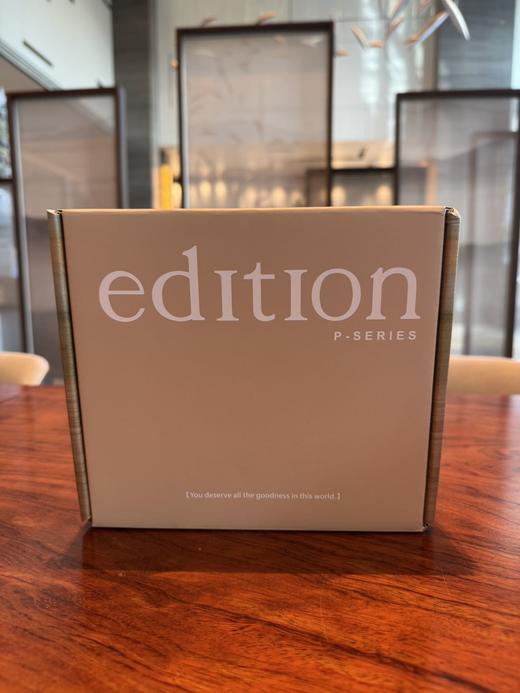 edition
P-SERIES
【You deserve all the goodness in this world.】